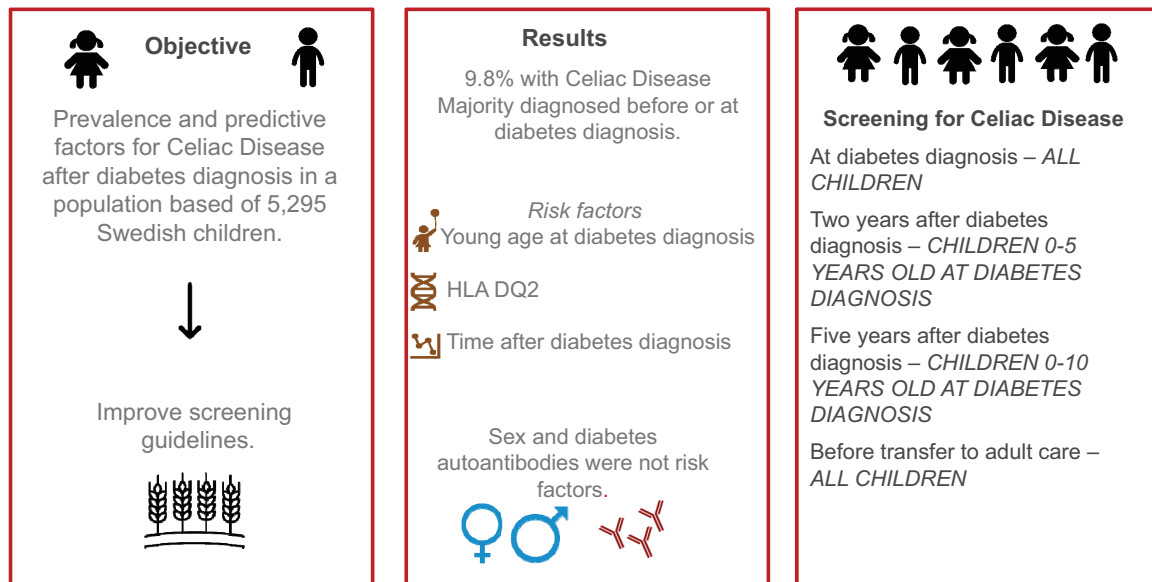 Objective
Prevalence and predictive
factors for Celiac Disease
after diabetes diagnosis in a
population based of 5,295
Swedish children.
Improve screening
guidelines.
Results
9.8% with Celiac Disease
Majority diagnosed before or at
diabetes diagnosis.
Risk factors
Young age at diabetes diagnosis
HLA DQ2
Time after diabetes diagnosis
Sex and diabetes
autoantibodies were not risk
factors.
Screening for Celiac Disease
At diabetes diagnosis – ALL
CHILDREN
Two years after diabetes
diagnosis – CHILDREN 0-5
YEARS OLD AT DIABETES
DIAGNOSIS
Five years after diabetes
diagnosis – CHILDREN 0-10
YEARS OLD AT DIABETES
DIAGNOSIS
Before transfer to adult care –
ALL CHILDREN